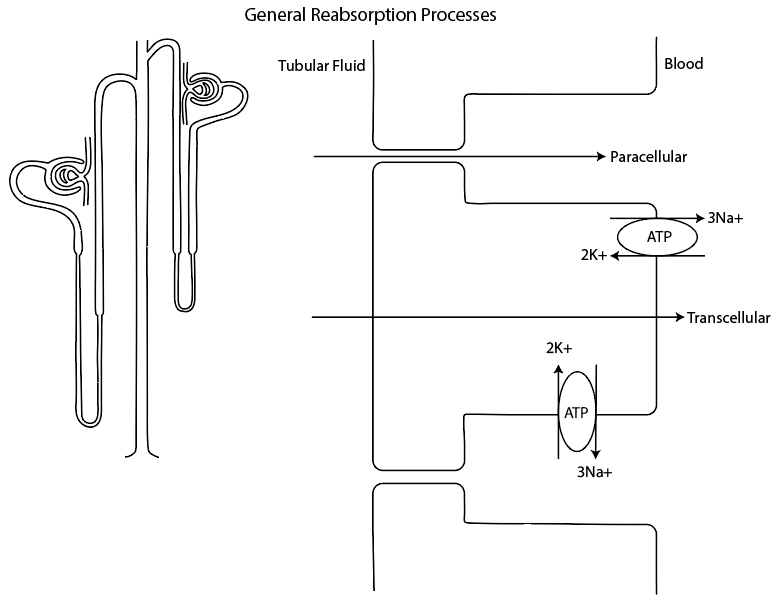 General Reabsorption Processes
Tubular Fluid
Blood
Paracellular
3Na+
ATP
2K+
Transcellular
2K+
ATP
3Na+